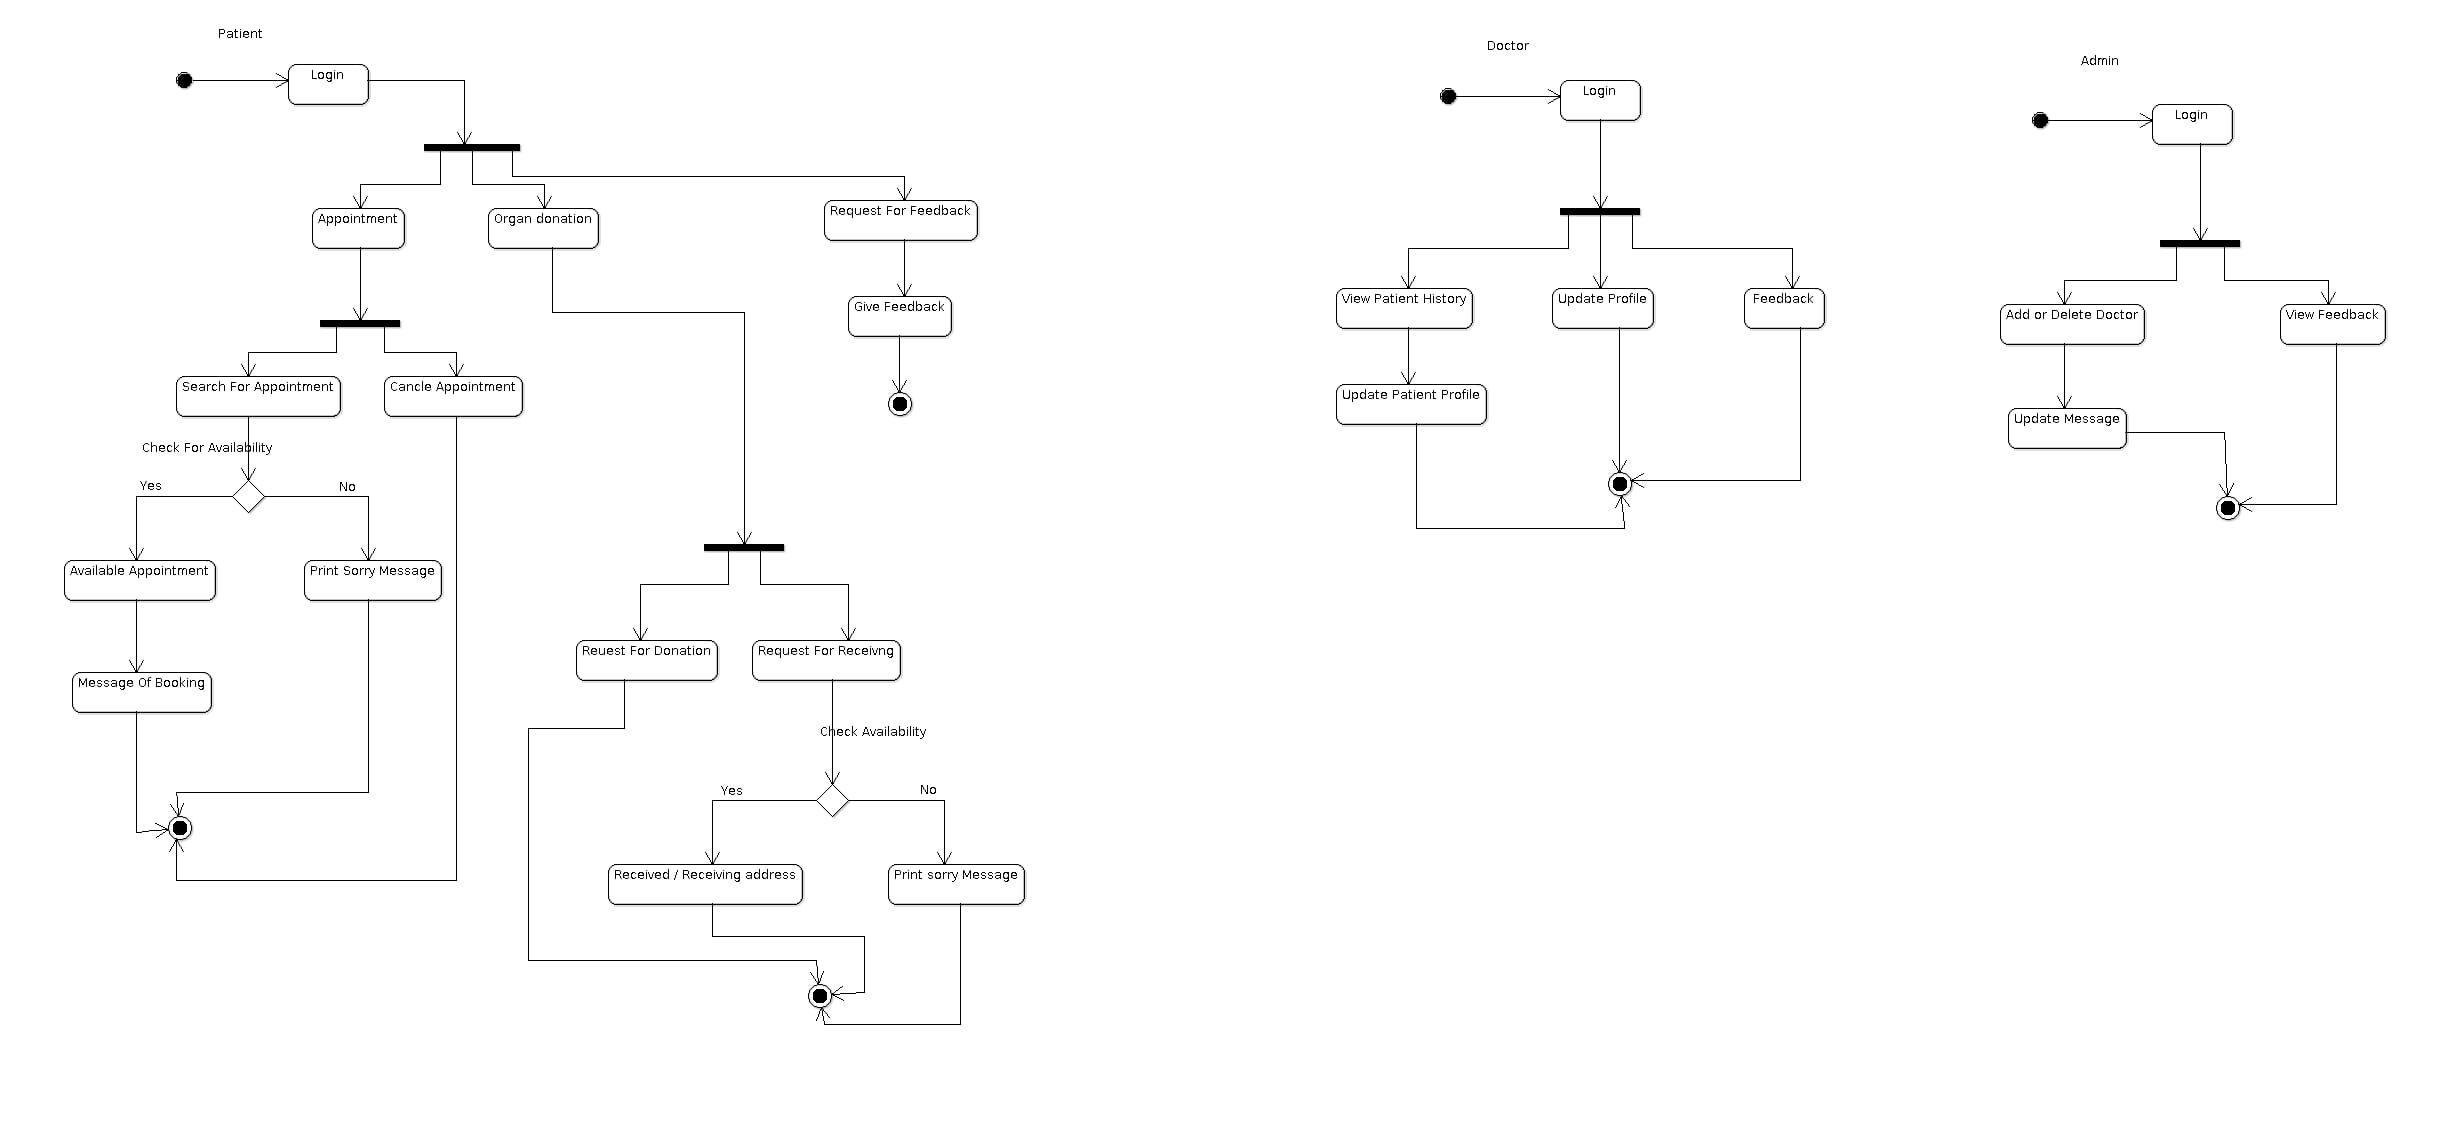 Patient
Login
Appointment
Organ donation
Request For Feedback
Give Feedback
Search For Appointment
Cancle Appointment
Check For Availability
Yes
No
Available Appointment
Print Sorry Message
Message Of Booking
Reuest For Donation
Request For Receivng
Check Availability
Yes
No
Received / Receiving address
Print sorry Message
Doctor
Login
View Patient History
Update Profile
Feedback
Update Patient Profile
Admin
Login
Add or Delete Doctor
View Feedback
Update Message